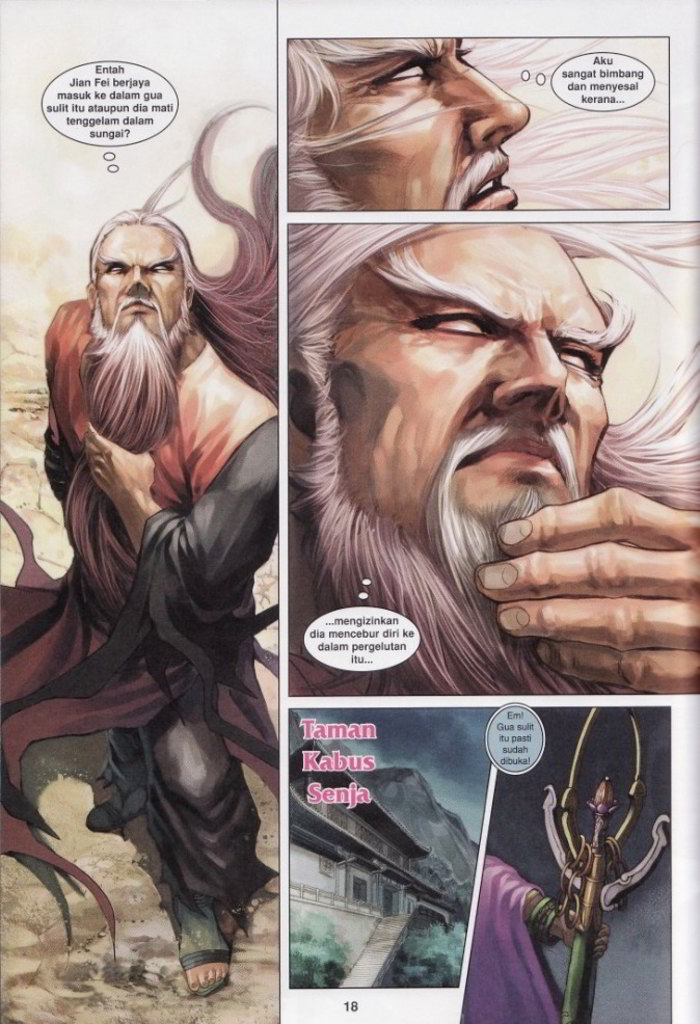 Entah
Jian Fei berjaya
masuk ke dalam gua
sulit itu ataupun dia mati
tenggelam dalam
sungai?
Aku
sangat bimbang
dan menyesal
kerana...
...mengizinkan
dia mencebur diri ke
dalam pergelutan
itu...
Taman
Kabus
Senja
Em!
Gua sulit
itu pasti
sudah
dibuka!
18